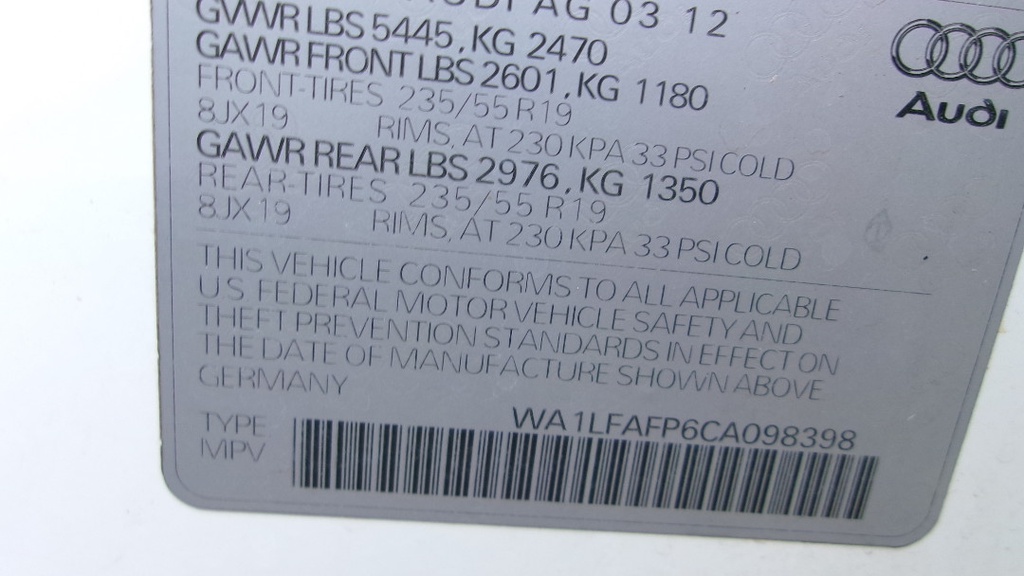 AUDI AG 03 12
GVWR LBS 5445, KG 2470
GAWR FRONT LBS 2601, KG 1180
FRONT-TIRES 235/55 R19
8JX19 RIMS, AT 230 KPA 33 PSI COLD
GAWR REAR LBS 2976, KG 1350
REAR-TIRES 235/55 R19
8JX19 RIMS, AT 230 KPA 33 PSI COLD
THIS VEHICLE CONFORMS TO ALL APPLICABLE
U.S. FEDERAL MOTOR VEHICLE SAFETY AND
THEFT PREVENTION STANDARDS IN EFFECT ON
THE DATE OF MANUFACTURE SHOWN ABOVE
GERMANY
WA1LFAFP6CA098398
TYPE
MPV
Audi